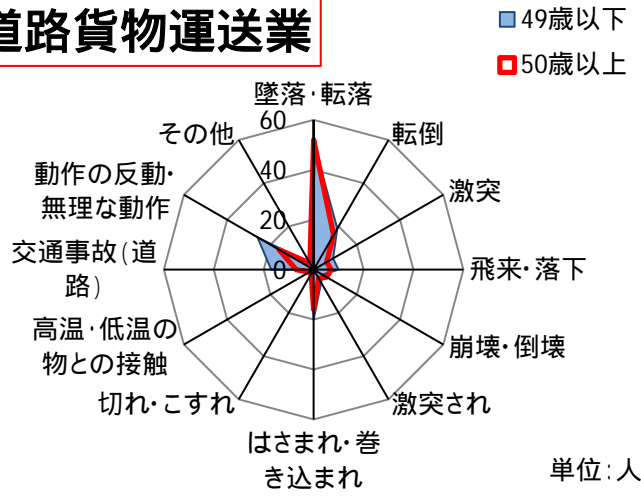 道路貨物運送業
49歳以下
50歳以上
墜落・転落
転倒
激突
飛来・落下
崩壊・倒壊
激突され
はさまれ・巻
き込まれ
切れ・こすれ
高温・低温の
物との接触
交通事故(道
路)
動作の反動・
無理な動作
その他
60
40
20
0
単位:人